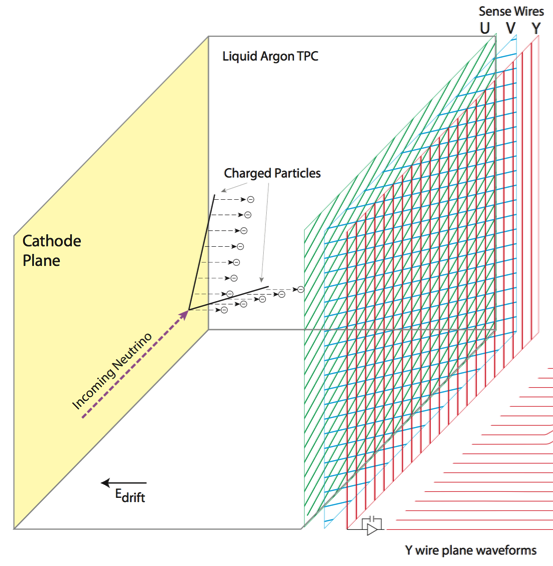 Sense Wires
U V Y
Liquid Argon TPC
Charged Particles
Cathode
Plane
Incoming Neutrino
Edrift
Y wire plane waveforms